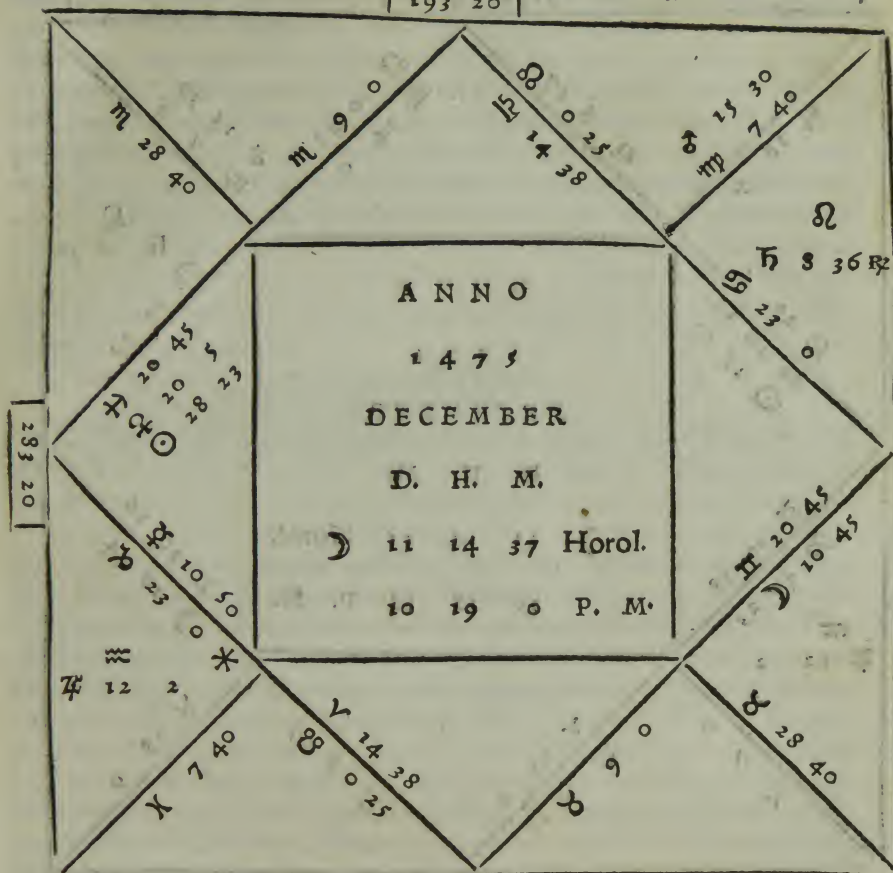 193 20
♏ 28 40
♏ 9 0
☊ 0 25
♎ 14 38
♂ 15 30
♍ 7 40
♌
♄ 8 36 ℞
♋ 23 0
283 20
♐ 20 45
20 5
☉ 28 23
ANNO
1475
DECEMBER
D. H. M.
☽ 11 14 37 Horol.
10 19 0 P. M.
♊ 20 45
☽ 10 45
☿ 10 50
♑ 23 0
♒ ✶
♃ 12 2
♓ 7 40
♈ 14 38
☋ 0 25
♉ 9 0
♉ 28 40